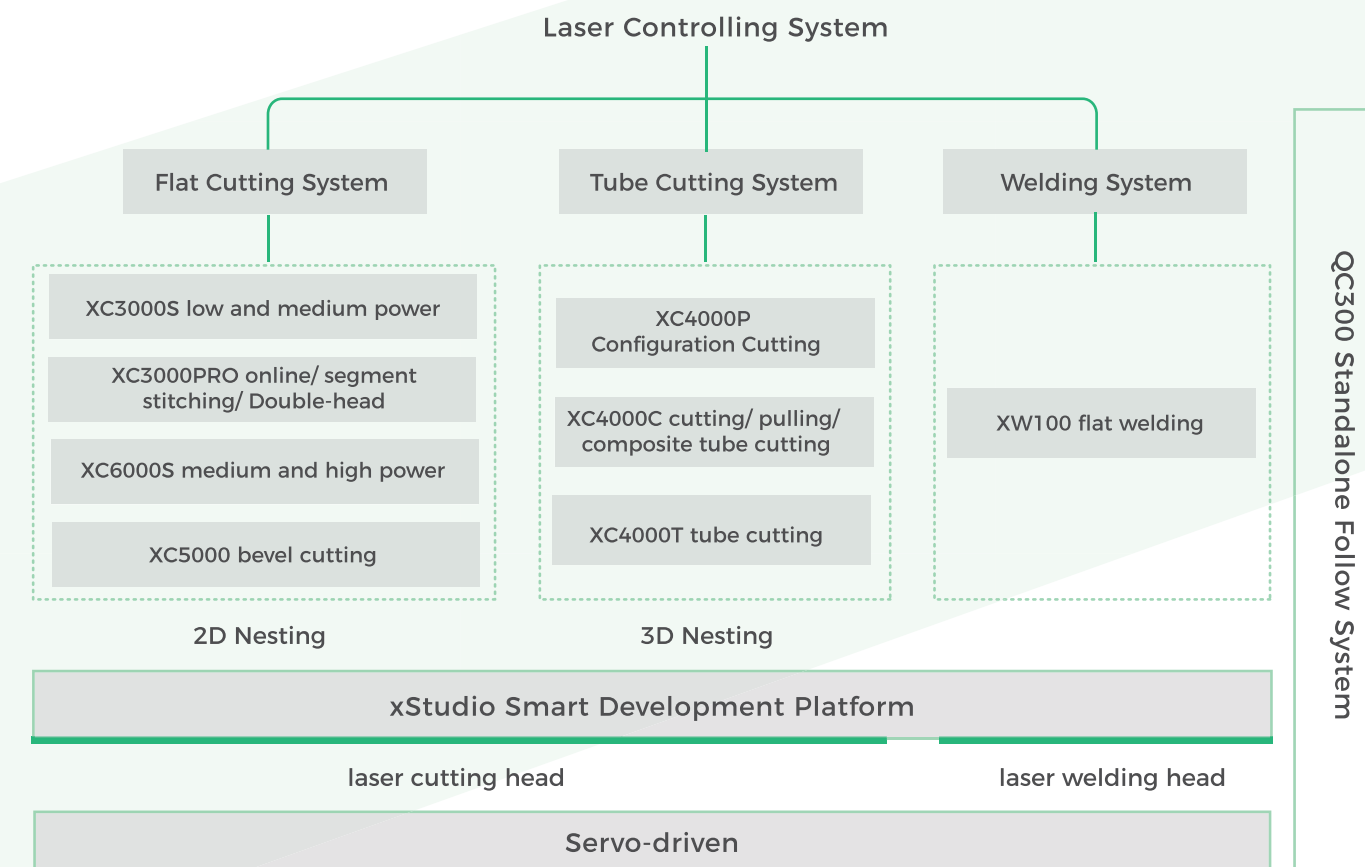 Laser Controlling System
Flat Cutting System
Tube Cutting System
Welding System
XC3000S low and medium power
XC3000PRO online/ segment
stitching/ Double-head
XC6000S medium and high power
XC5000 bevel cutting
XC4000P
Configuration Cutting
XC4000C cutting/ pulling/
composite tube cutting
XC4000T tube cutting
XW100 flat welding
2D Nesting
3D Nesting
xStudio Smart Development Platform
laser cutting head
laser welding head
Servo-driven
QC300 Standalone Follow System